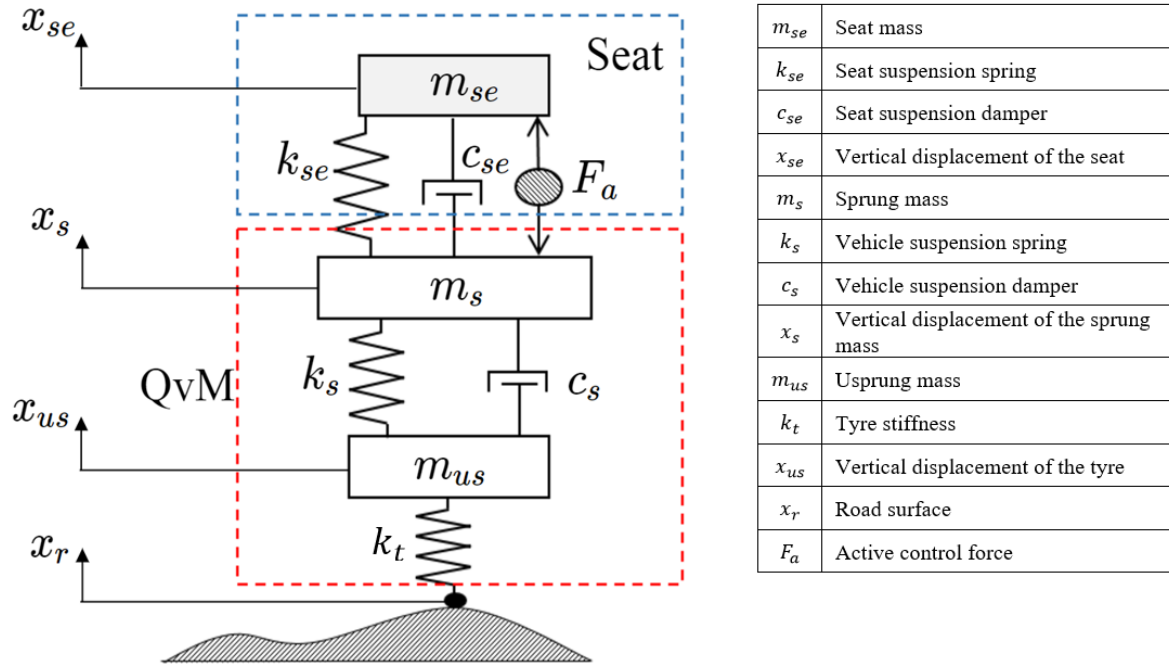 x_se
Seat
m_se
k_se
c_se
F_a
x_s
m_s
QvM
k_s
c_s
x_us
m_us
x_r
k_t
m_se Seat mass
k_se Seat suspension spring
c_se Seat suspension damper
x_se Vertical displacement of the seat
m_s Sprung mass
k_s Vehicle suspension spring
c_s Vehicle suspension damper
x_s Vertical displacement of the sprung
mass
m_us Usprung mass
k_t Tyre stiffness
x_us Vertical displacement of the tyre
x_r Road surface
F_a Active control force